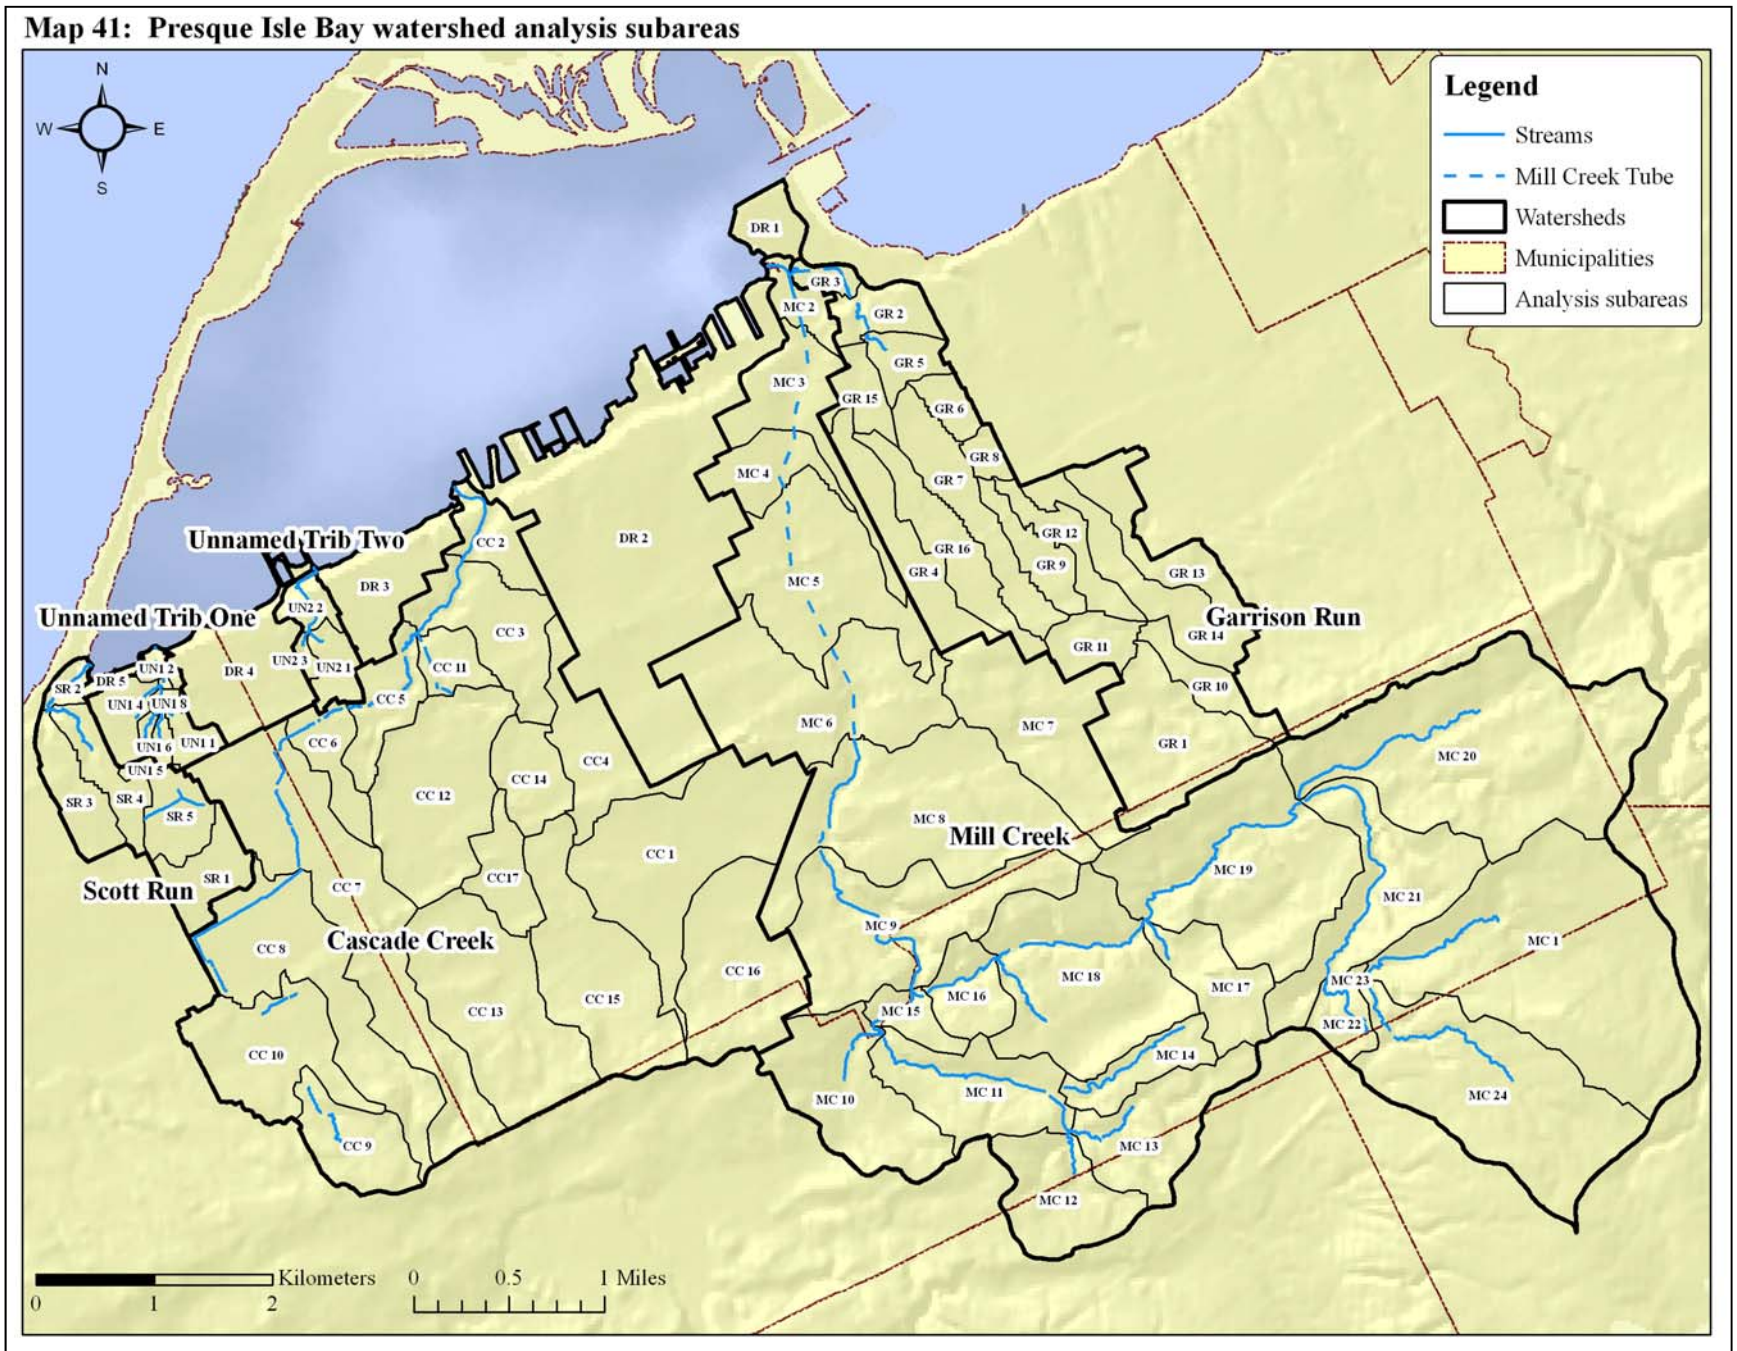 Map 41: Presque Isle Bay watershed analysis subareas
N
W E
S
Legend
Streams
Mill Creek Tube
Watersheds
Municipalities
Analysis subareas
DR 1
GR 3
MC 2
GR 2
GR 5
MC 3
GR 15
GR 6
GR 8
MC 4
GR 7
GR 12
DR 2
CC 2
Unnamed Trib Two
GR 16
GR 9
GR 4
GR 13
MC 5
DR 3
UN2 2
Unnamed Trib One
Garrison Run
GR 14
CC 3
GR 11
UN2 3
UN2 1
CC 11
DR 4
UN1 2
DR 5
SR 2
GR 10
CC 5
UN1 4
UN1 8
MC 6
MC 7
UN1 6
UN1 1
CC 6
GR 1
MC 20
UN1 5
CC4
CC 14
CC 12
SR 3
SR 4
SR 5
MC 8
Mill Creek
CC 1
MC 19
SR 1
CC17
CC 7
Scott Run
MC 21
MC 9
Cascade Creek
CC 8
MC 1
CC 16
MC 18
MC 23
MC 17
MC 16
CC 15
CC 13
MC 15
MC 22
CC 10
MC 14
MC 11
MC 10
MC 24
CC 9
MC 13
MC 12
Kilometers
0 1 2
0 0.5 1 Miles